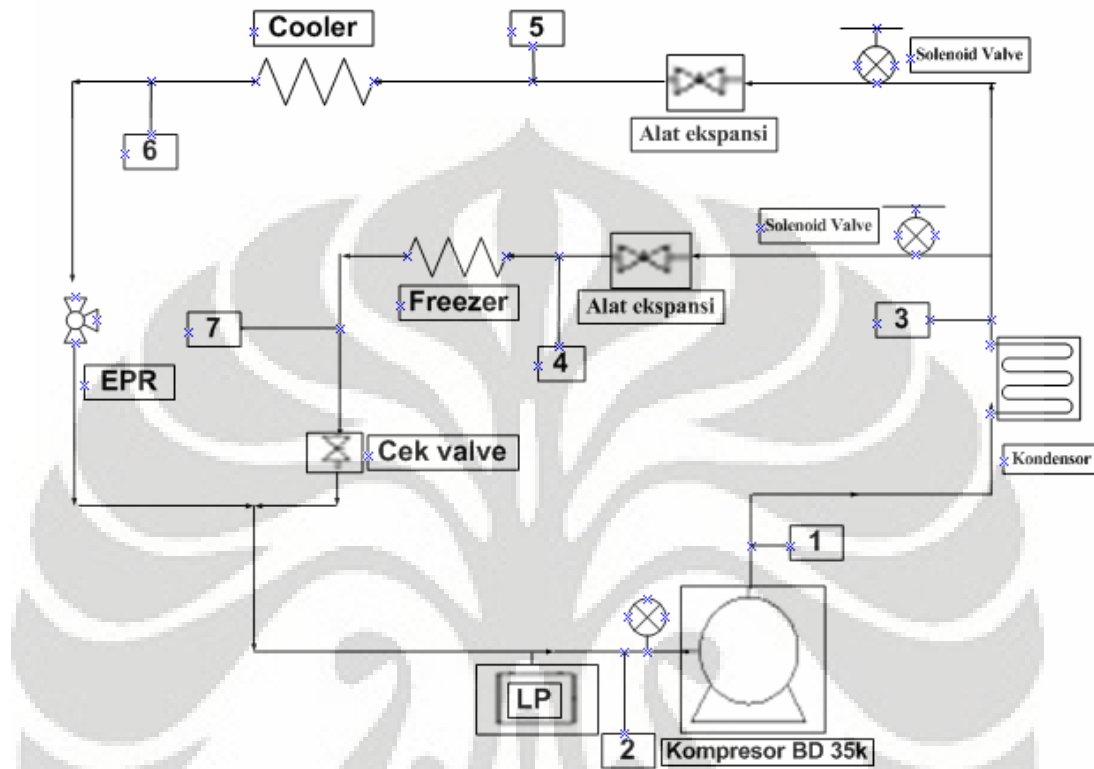 Cooler
5
Solenoid Valve
Alat ekspansi
6
Solenoid Valve
Freezer
Alat ekspansi
7
3
4
EPR
Cek valve
Kondensor
1
LP
2
Kompresor BD 35k